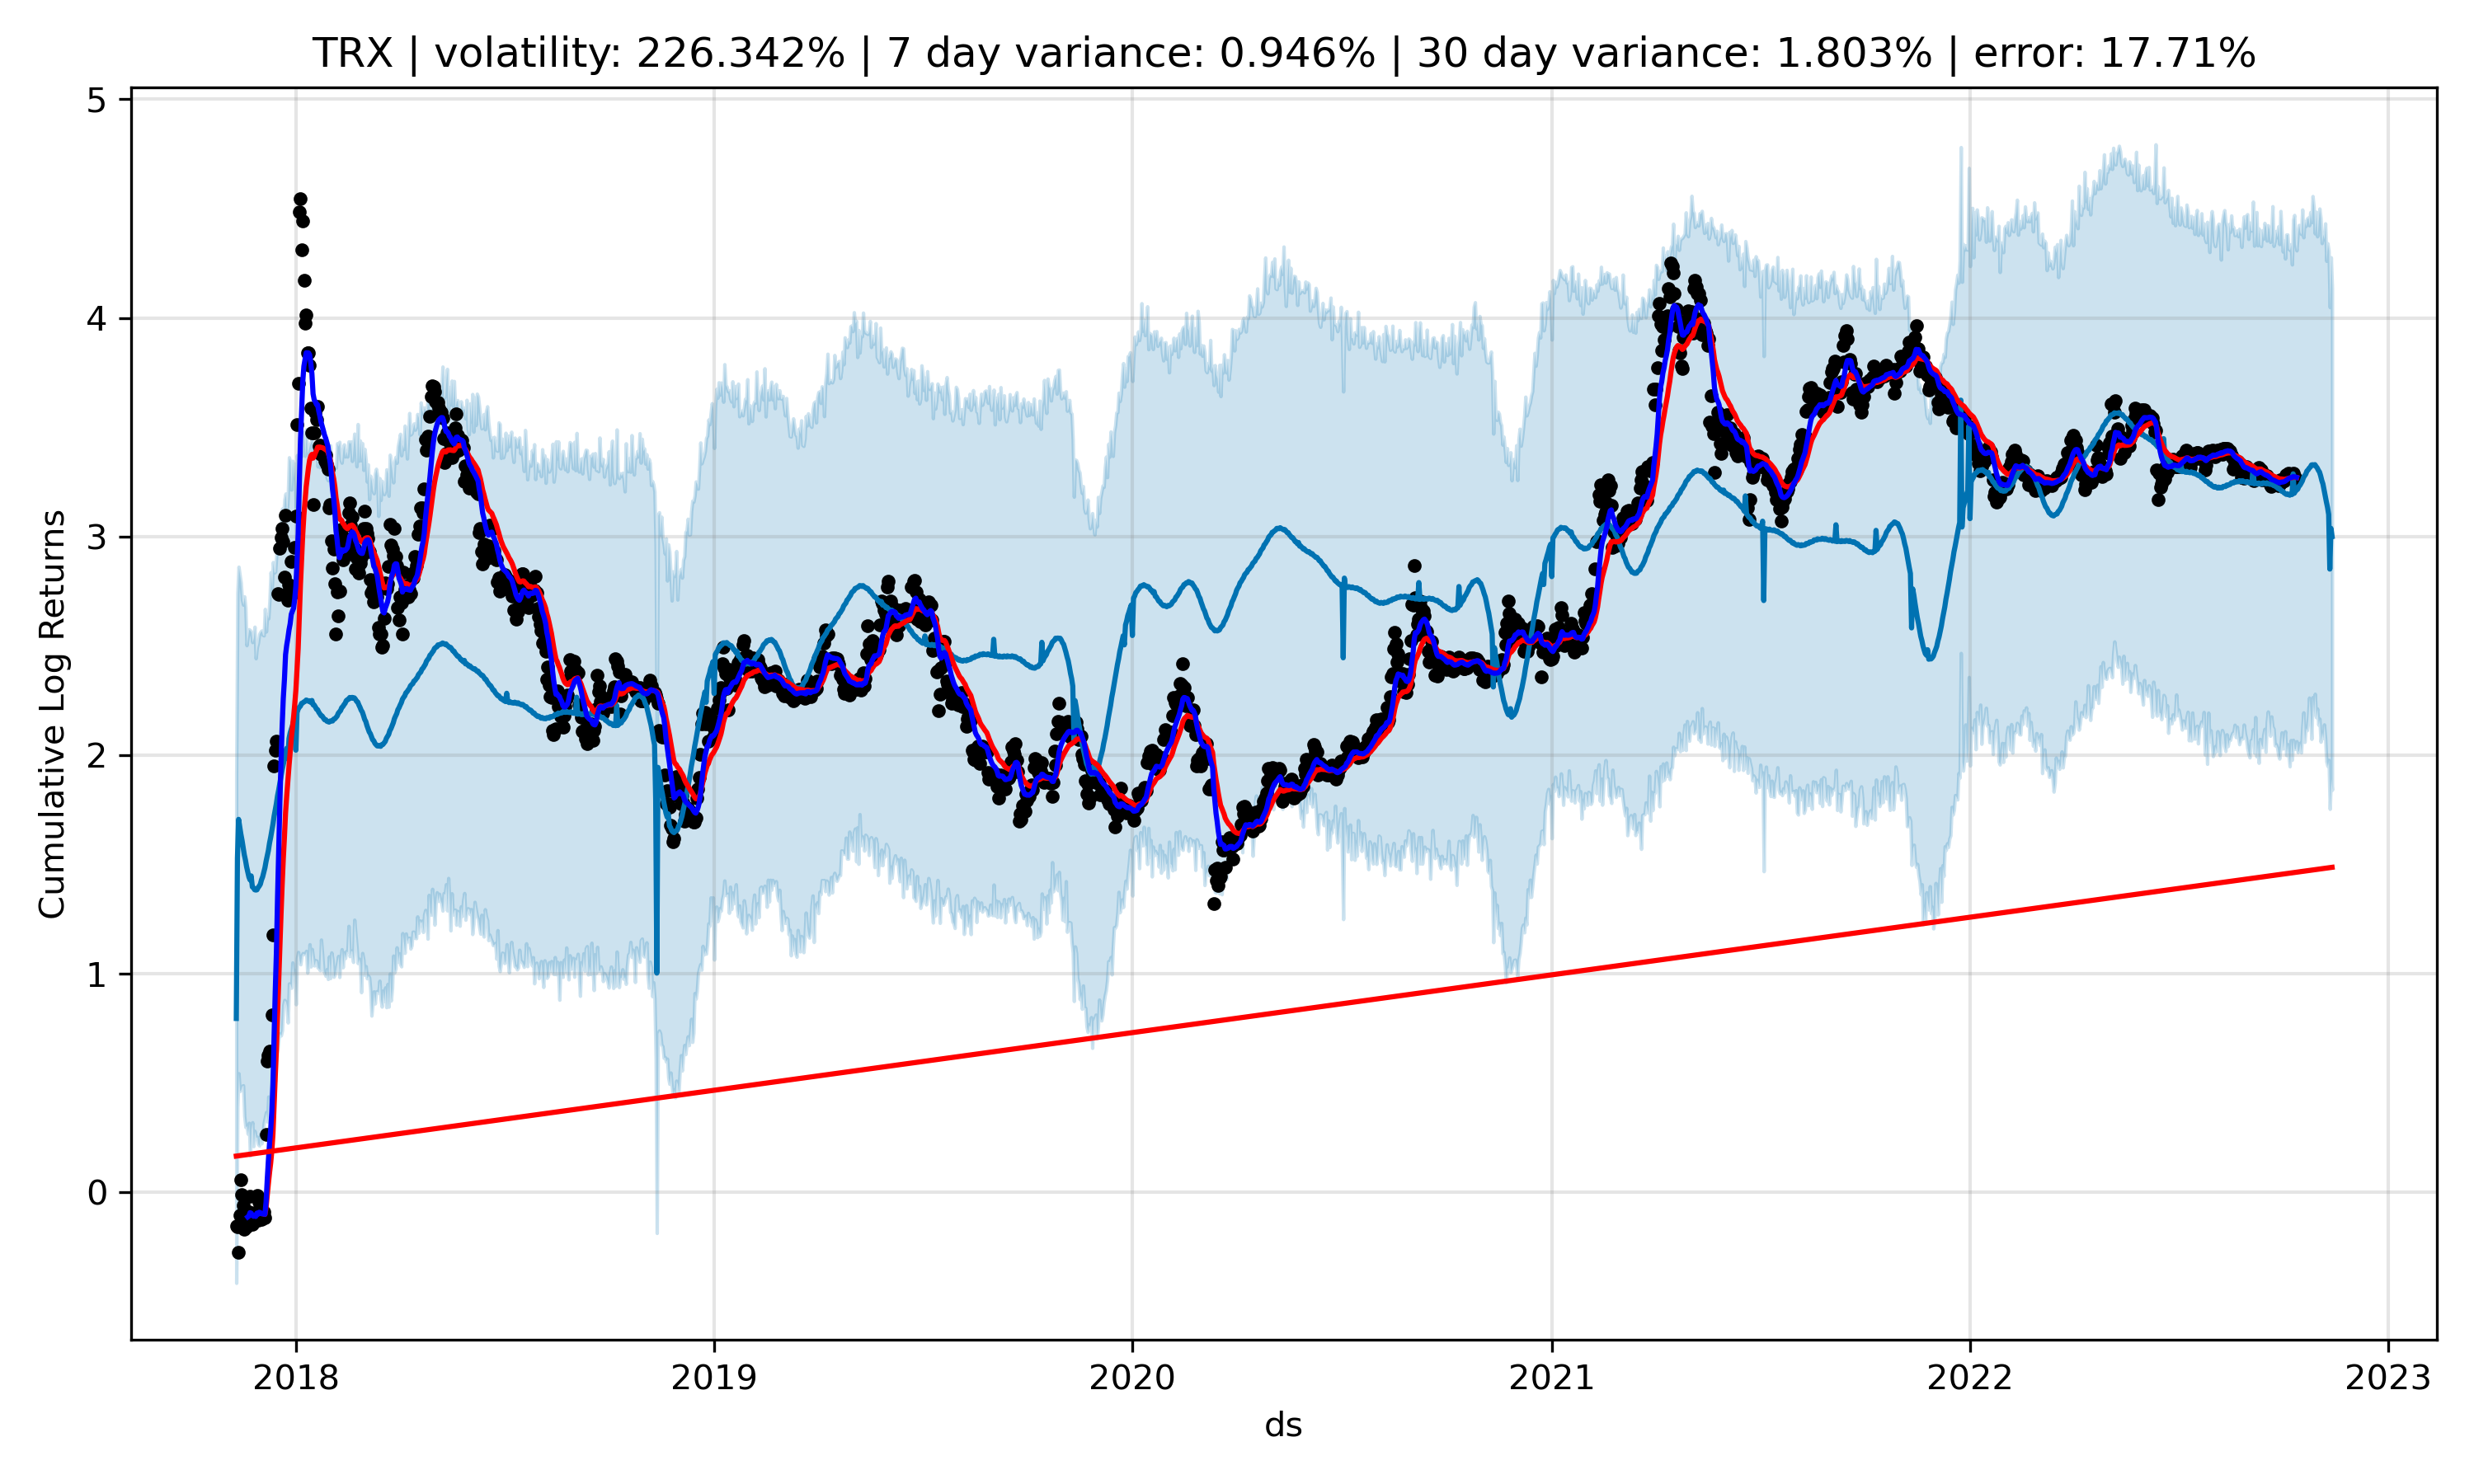 TRX | volatility: 226.342% | 7 day variance: 0.946% | 30 day variance: 1.803% | error: 17.71%
Cumulative Log Returns
5
4
3
2
1
0
2018 2019 2020 2021 2022 2023
ds